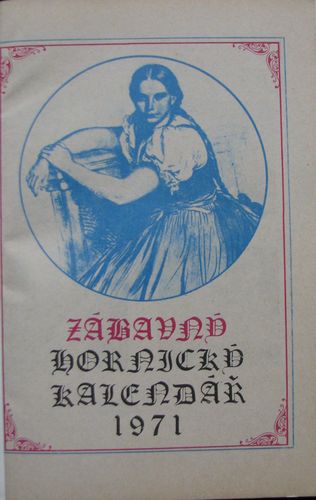 ZÁBAVNÝ
HORNICKÝ
KALENDÁŘ
1971